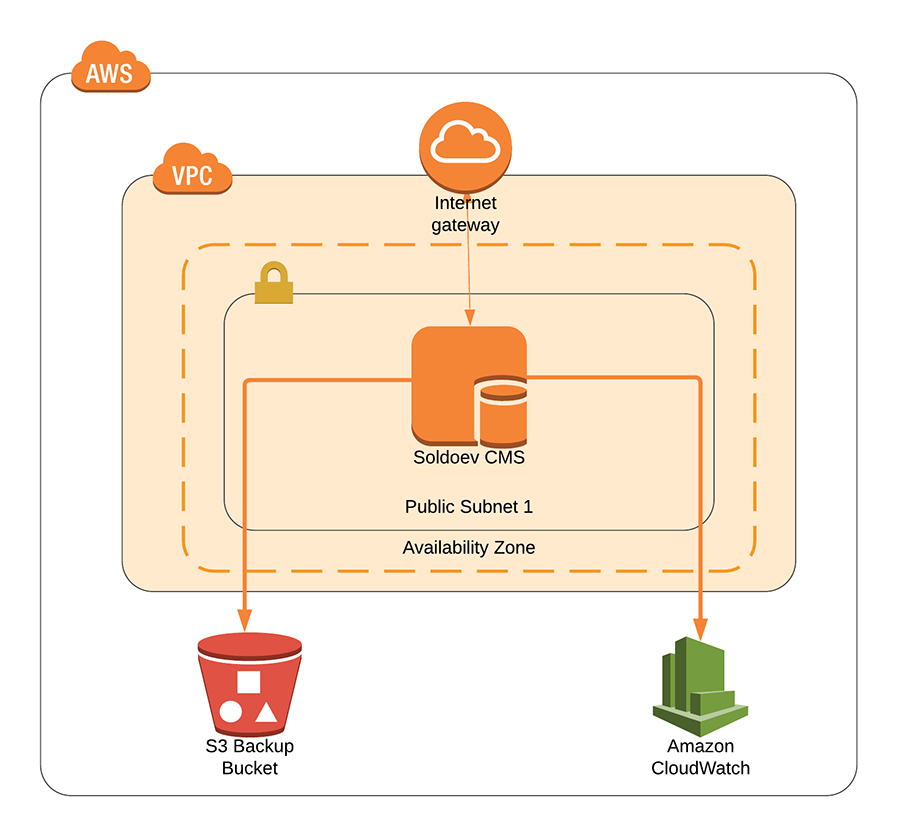 AWS
VPC
Internet
gateway
Soldoev CMS
Public Subnet 1
Availability Zone
S3 Backup
Bucket
Amazon
CloudWatch